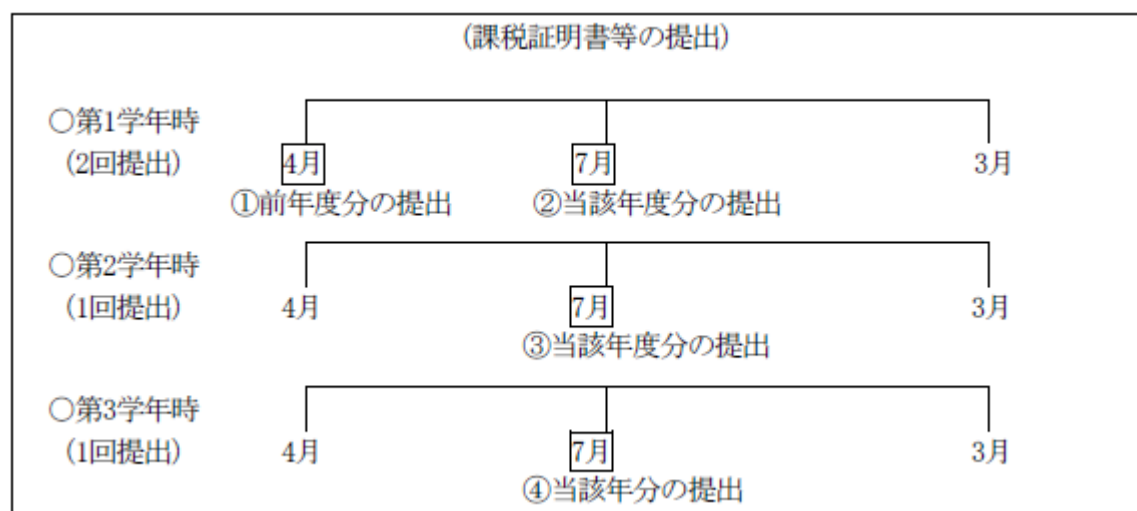 (課税証明書等の提出)
○第1学年時
(2回提出) 4月 7月 3月
①前年度分の提出 ②当該年度分の提出
○第2学年時
(1回提出) 4月 7月 3月
③当該年度分の提出
○第3学年時
(1回提出) 4月 7月 3月
④当該年分の提出